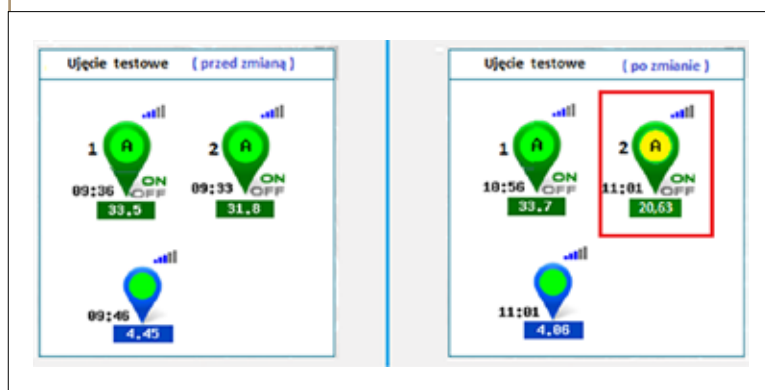 Ujęcie testowe ( przed zmianą )
1 A
2 A
09:36 ON OFF
33.5
09:33 ON OFF
31.8
09:46
4.45
Ujęcie testowe ( po zmianie )
1 A
2 A
10:56 ON OFF
33.7
11:01 ON OFF
20,63
11:01
4.06